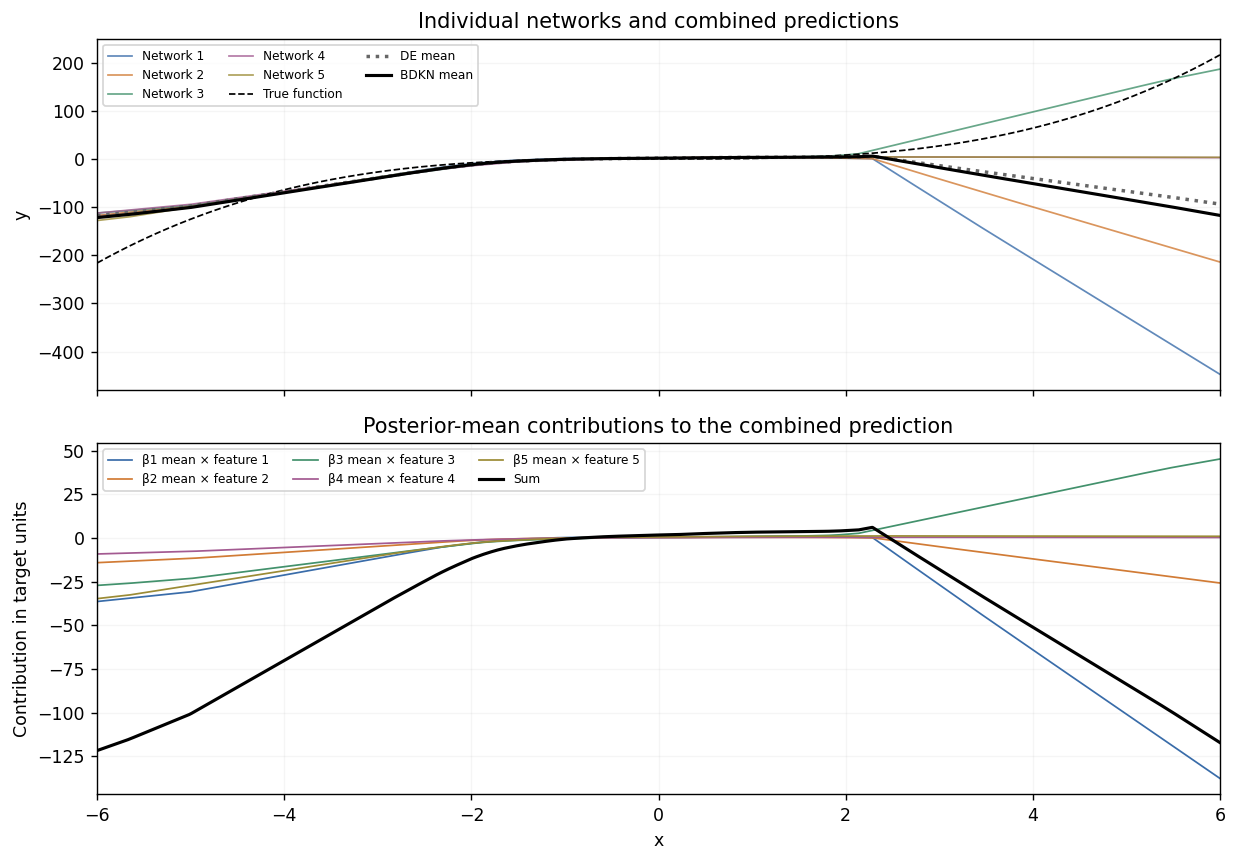 Individual networks and combined predictions
Network 1
Network 2
Network 3
Network 4
Network 5
True function
DE mean
BDKN mean
200
100
0
−100
−200
−300
−400
y
Posterior-mean contributions to the combined prediction
β1 mean × feature 1
β2 mean × feature 2
β3 mean × feature 3
β4 mean × feature 4
β5 mean × feature 5
Sum
50
25
0
−25
−50
−75
−100
−125
Contribution in target units
−6
−4
−2
0
2
4
6
x